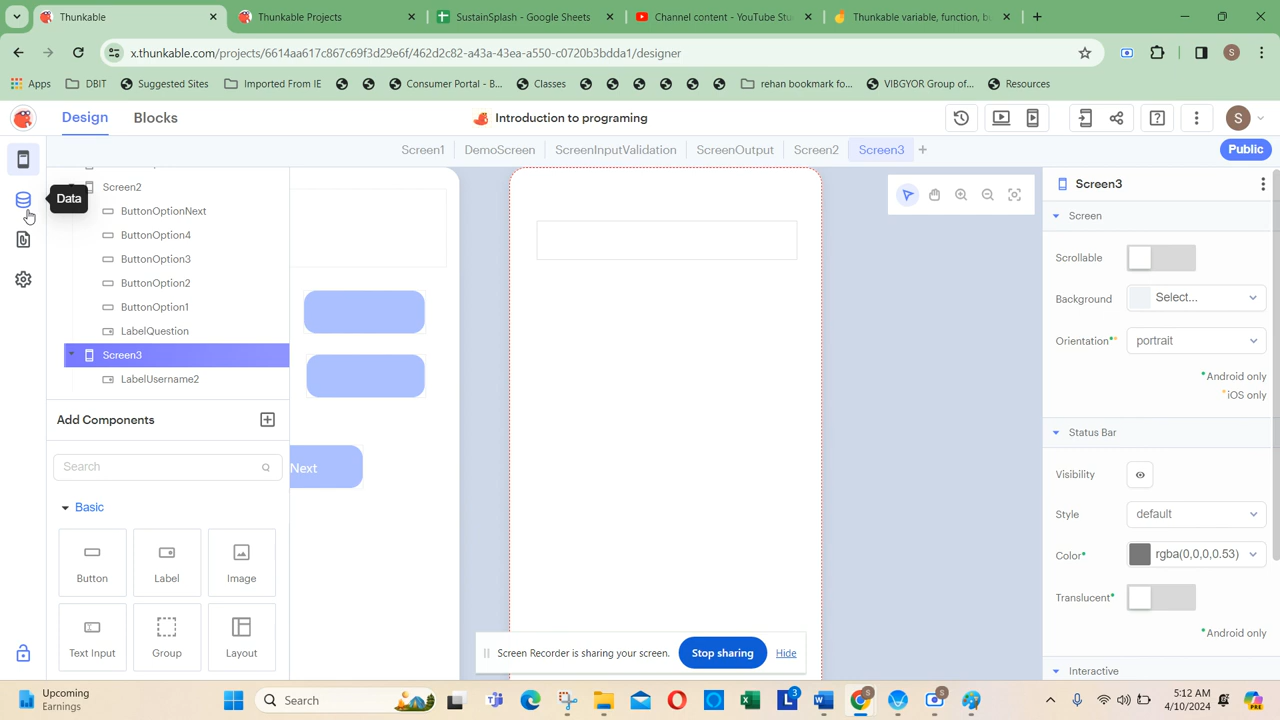 Thunkable
Thunkable Projects
SustainSplash - Google Sheets
Channel content - YouTube Stu
Thunkable variable, function, b
x.thunkable.com/projects/6614aa617c867c69f3d29e6f/462d2c82-a43a-43ea-a550-c0720b3bdda1/designer
S
Apps
DBIT
Suggested Sites
Imported From IE
Consumer Portal - B...
Classes
rehan bookmark fo...
VIBGYOR Group of...
Resources
Design
Blocks
Introduction to programing
S
Screen1
DemoScreen
ScreenInputValidation
ScreenOutput
Screen2
Screen3
Public
Data
Screen2
ButtonOptionNext
ButtonOption4
ButtonOption3
ButtonOption2
ButtonOption1
LabelQuestion
Screen3
LabelUsername2
Add Components
Search
Basic
Button
Label
Image
Text Input
Group
Layout
Next
Screen3
Screen
Scrollable
Background
Select...
Orientation**
portrait
*Android only
*iOS only
Status Bar
Visibility
Style
default
Color*
rgba(0,0,0,0.53)
Translucent*
*Android only
Interactive
Screen Recorder is sharing your screen.
Stop sharing
Hide
Upcoming
Earnings
Search
3
5:12 AM
4/10/2024